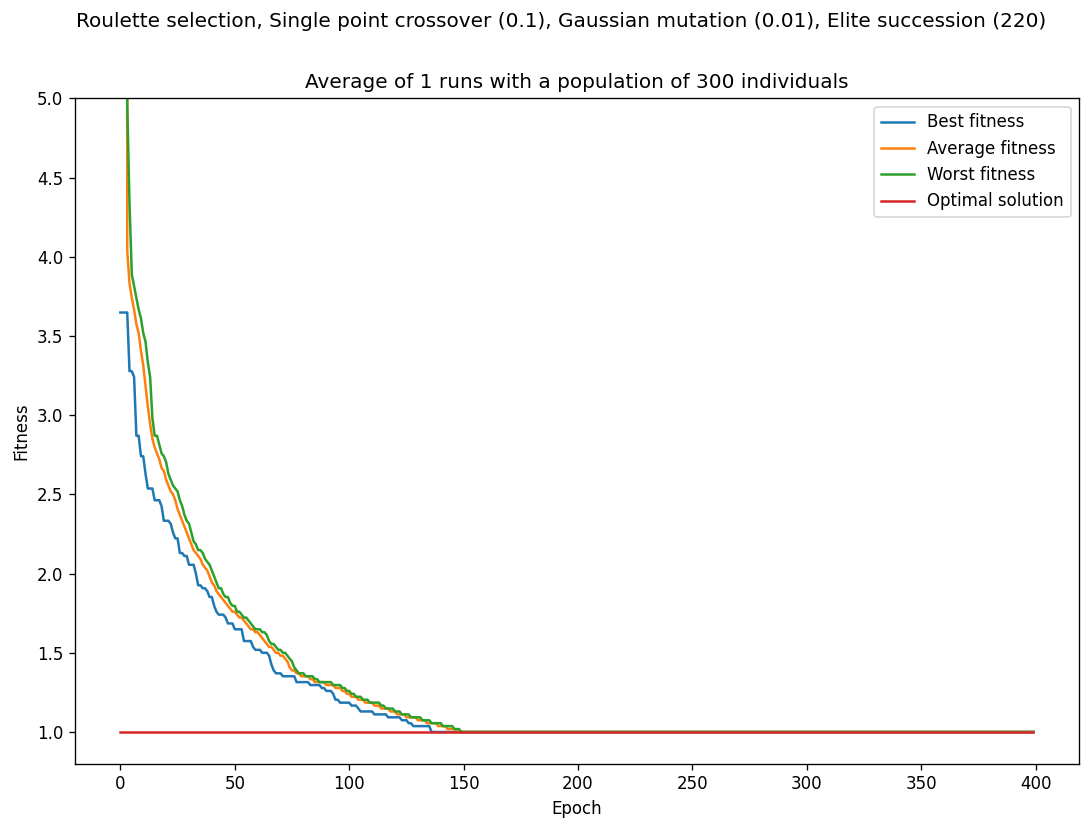 Roulette selection, Single point crossover (0.1), Gaussian mutation (0.01), Elite succession (220)
Average of 1 runs with a population of 300 individuals
5.0
4.5
4.0
3.5
3.0
2.5
2.0
1.5
1.0
Fitness
Best fitness
Average fitness
Worst fitness
Optimal solution
0 50 100 150 200 250 300 350 400
Epoch